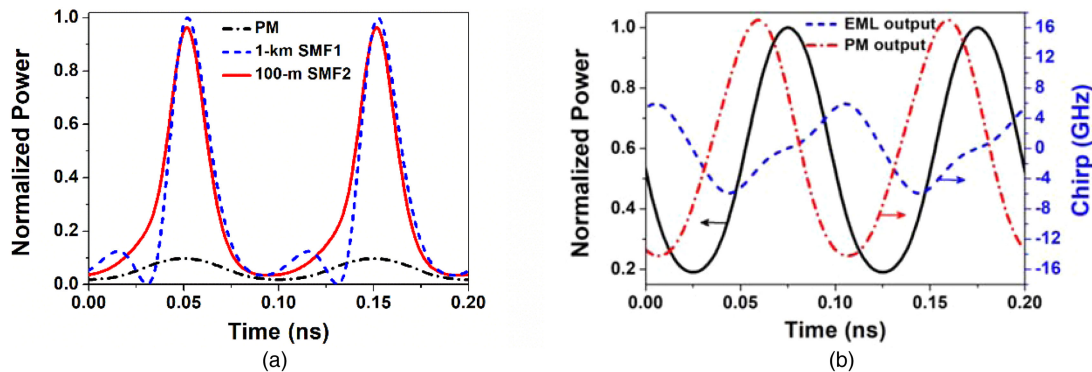 1.0
0.8
0.6
0.4
0.2
0.0
Normalized Power
PM
1-km SMF1
100-m SMF2
0.00 0.05 0.10 0.15 0.20
Time (ns)
(a)
1.0
0.8
0.6
0.4
0.2
Normalized Power
EML output
PM output
16
12
8
4
0
-4
-8
-12
-16
Chirp (GHz)
0.00 0.05 0.10 0.15 0.20
Time (ns)
(b)